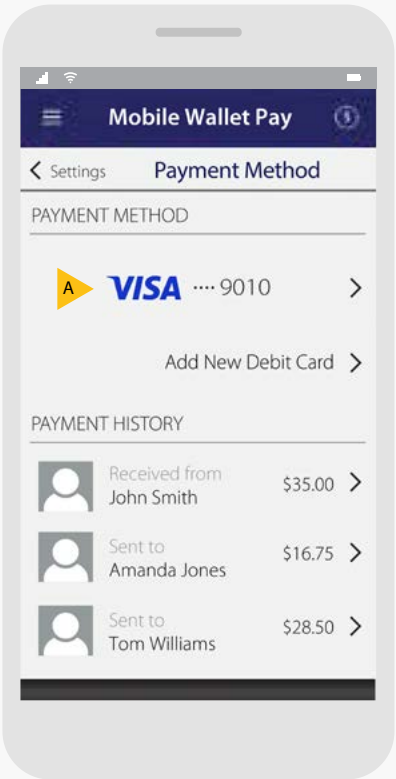 Mobile Wallet Pay
Settings Payment Method
PAYMENT METHOD
A VISA ···· 9010
Add New Debit Card
PAYMENT HISTORY
Received from
John Smith $35.00
Sent to
Amanda Jones $16.75
Sent to
Tom Williams $28.50